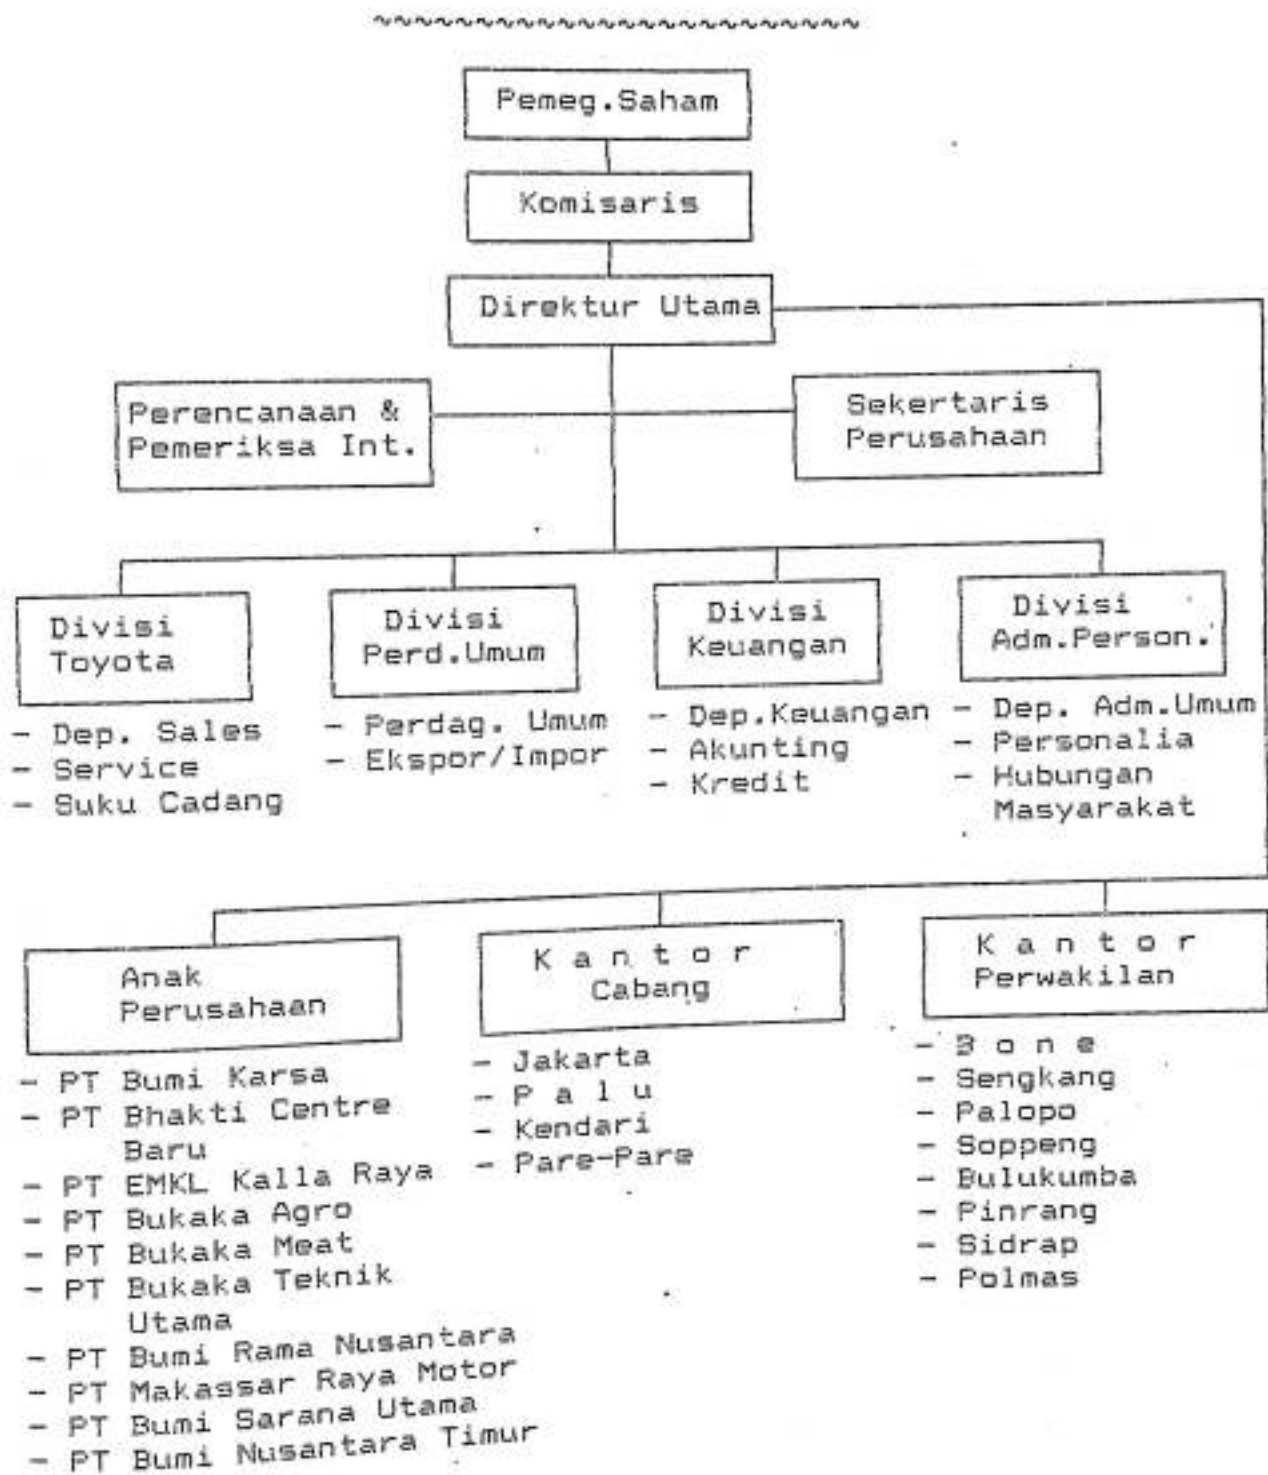 Pemeg.Saham
Komisaris
Direktur Utama
Perencanaan &
Pemeriksa Int.
Sekertaris
Perusahaan
Divisi
Toyota
- Dep. Sales
- Service
- Suku Cadang
Divisi
Perd.Umum
- Perdag. Umum
- Ekspor/Impor
Divisi
Keuangan
- Dep.Keuangan
- Akunting
- Kredit
Divisi
Adm.Person.
- Dep. Adm.Umum
- Personalia
- Hubungan
Masyarakat
Anak
Perusahaan
- PT Bumi Karsa
- PT Bhakti Centre
Baru
- PT EMKL Kalla Raya
- PT Bukaka Agro
- PT Bukaka Meat
- PT Bukaka Teknik
Utama
- PT Bumi Rama Nusantara
- PT Makassar Raya Motor
- PT Bumi Sarana Utama
- PT Bumi Nusantara Timur
K a n t o r
Cabang
- Jakarta
- P a l u
- Kendari
- Pare-Pare
K a n t o r
Perwakilan
- B o n e
- Sengkang
- Palopo
- Soppeng
- Bulukumba
- Pinrang
- Sidrap
- Polmas